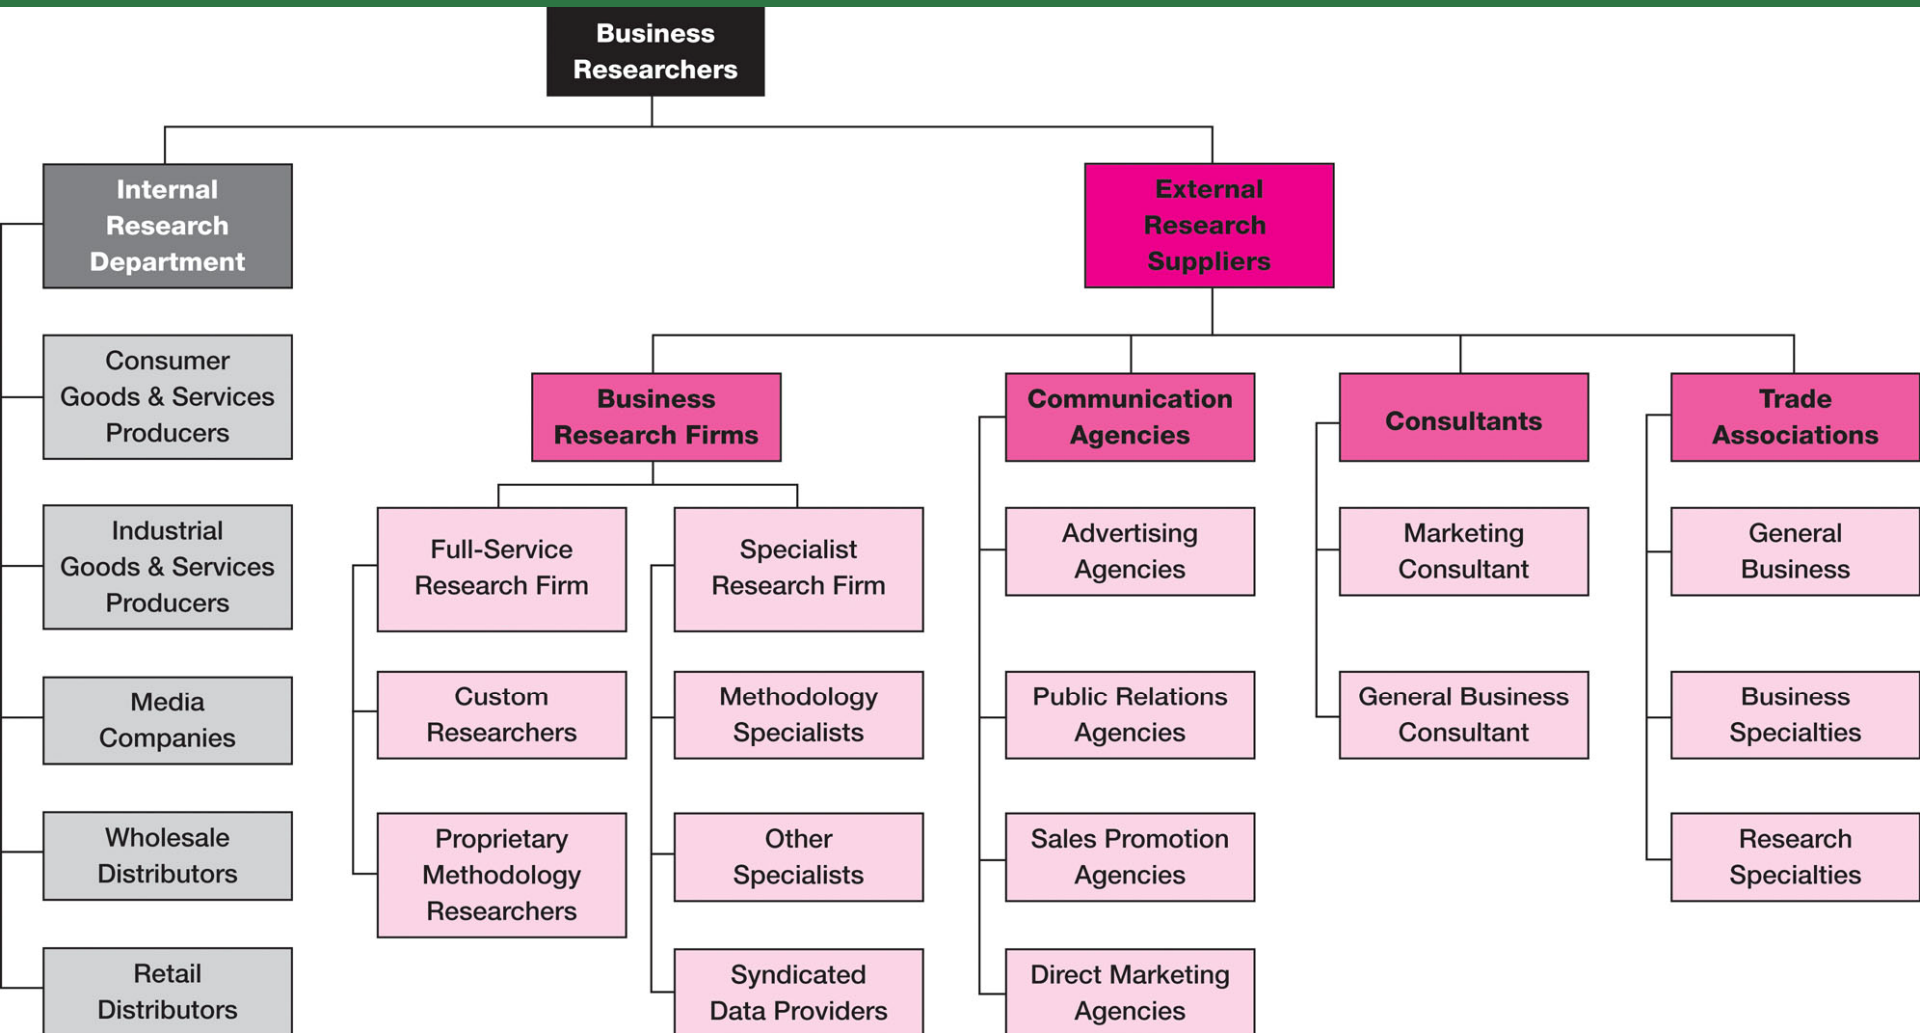 Business
Researchers
Internal
Research
Department
External
Research
Suppliers
Consumer
Goods & Services
Producers
Industrial
Goods & Services
Producers
Media
Companies
Wholesale
Distributors
Retail
Distributors
Business
Research Firms
Full-Service
Research Firm
Custom
Researchers
Proprietary
Methodology
Researchers
Specialist
Research Firm
Methodology
Specialists
Other
Specialists
Syndicated
Data Providers
Communication
Agencies
Advertising
Agencies
Public Relations
Agencies
Sales Promotion
Agencies
Direct Marketing
Agencies
Consultants
Marketing
Consultant
General Business
Consultant
Trade
Associations
General
Business
Business
Specialties
Research
Specialties